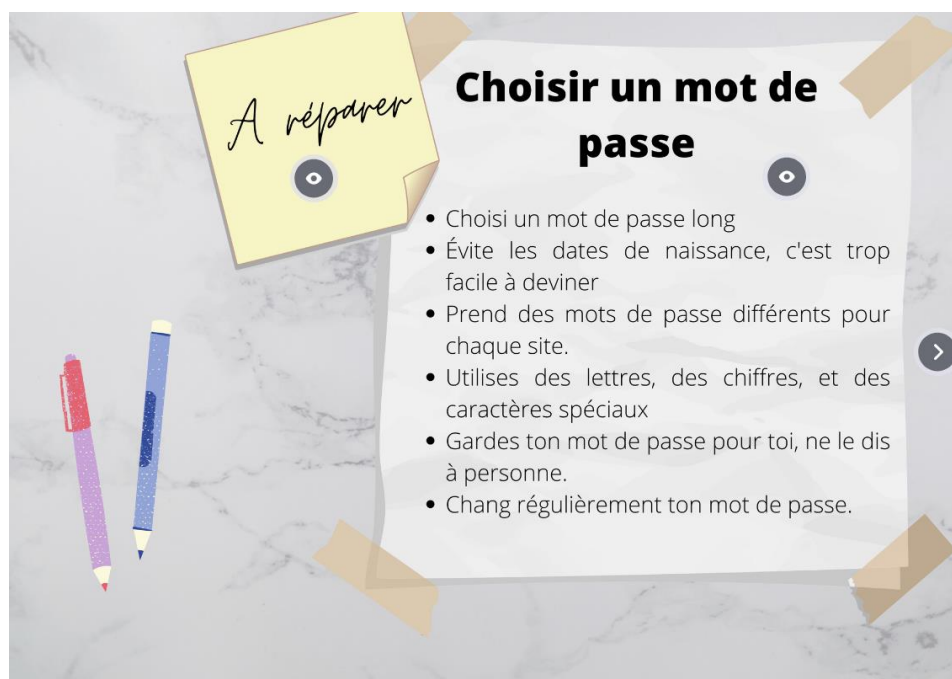 A réparer
Choisir un mot de
passe
• Choisi un mot de passe long
• Évite les dates de naissance, c'est trop
facile à deviner
• Prend des mots de passe différents pour
chaque site.
• Utilises des lettres, des chiffres, et des
caractères spéciaux
• Gardes ton mot de passe pour toi, ne le dis
à personne.
• Chang régulièrement ton mot de passe.